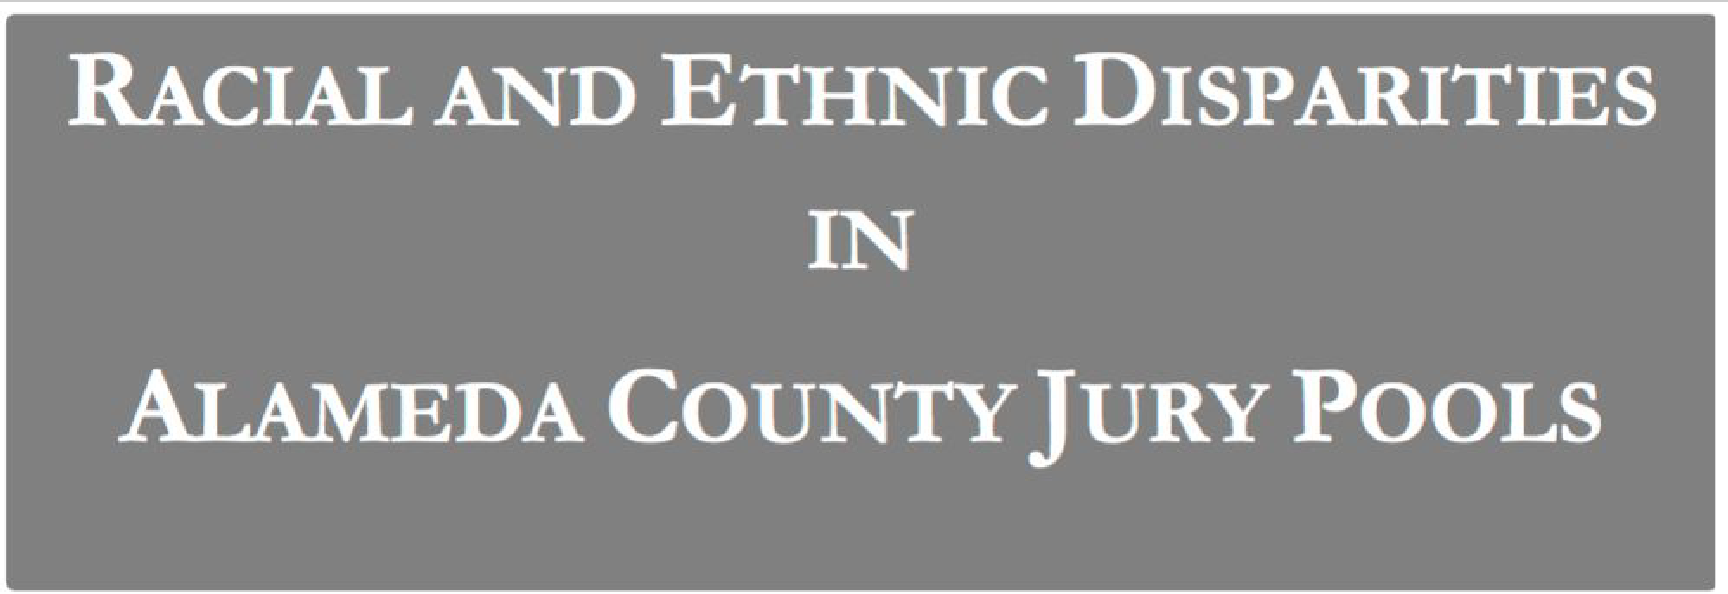 RACIAL AND ETHNIC DISPARITIES
IN
ALAMEDA COUNTY JURY POOLS